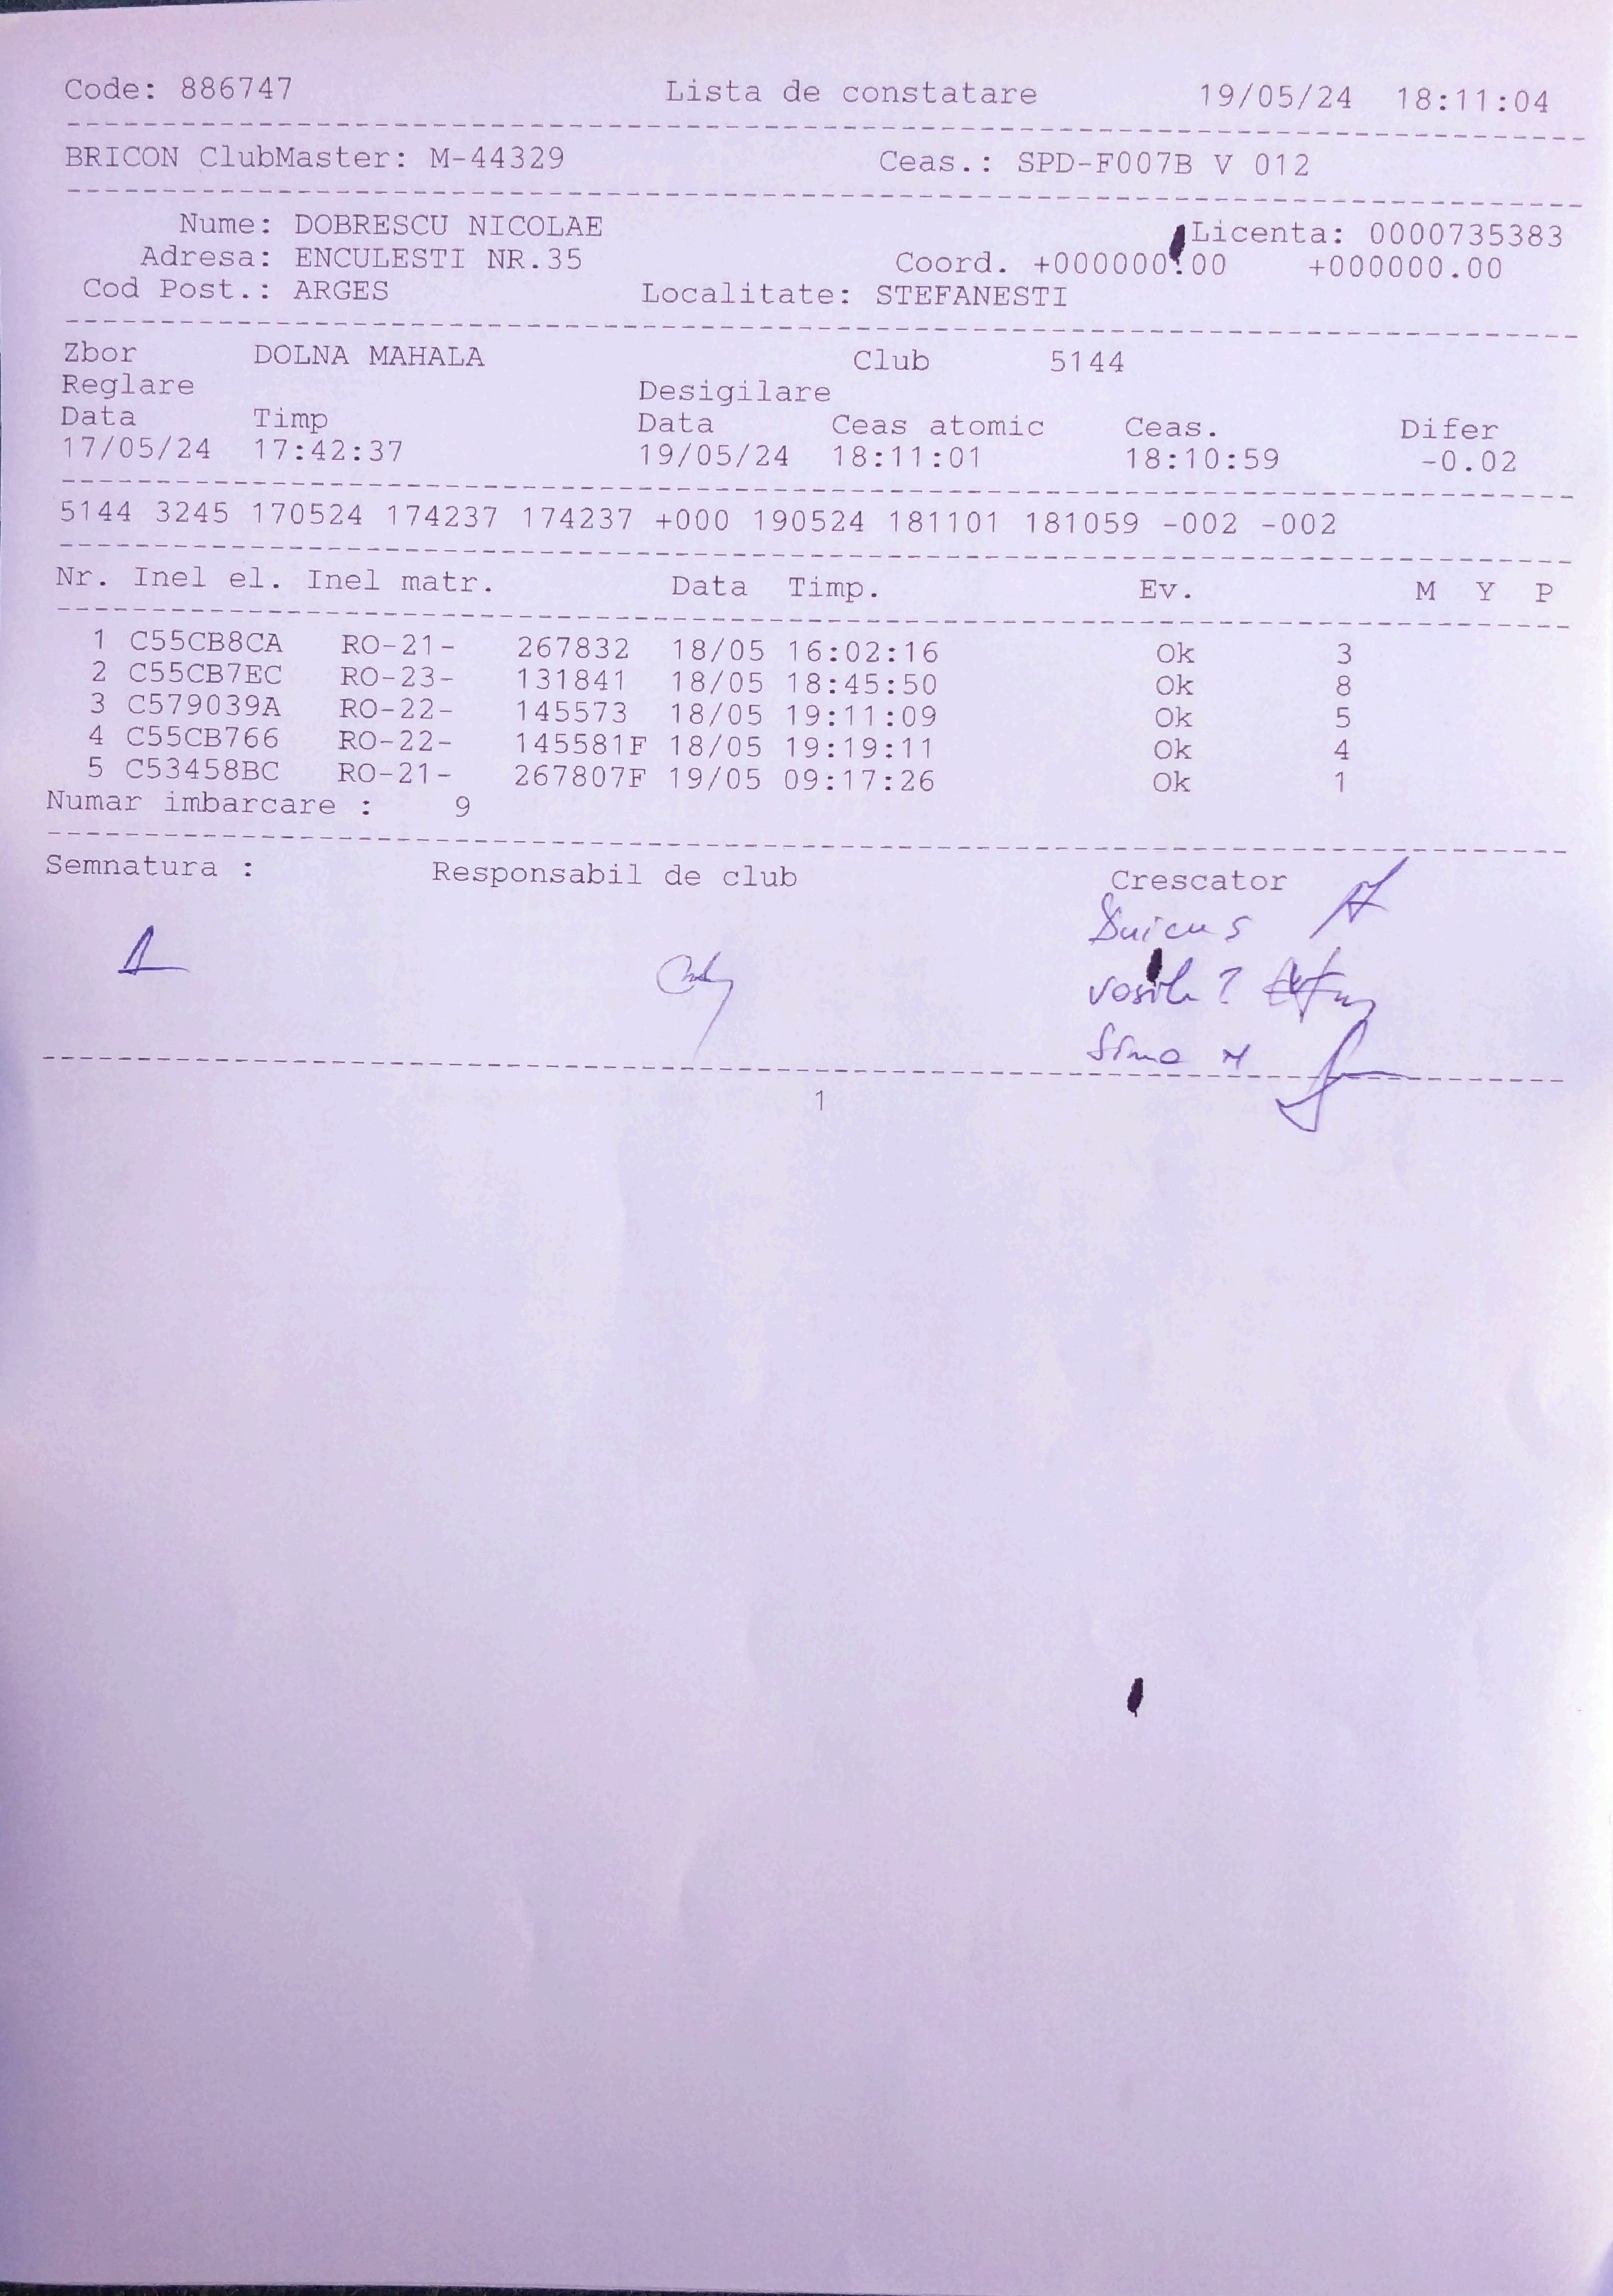 Code: 886747 Lista de constatare 19/05/24 18:11:04
BRICON ClubMaster: M-44329 Ceas.: SPD-F007B V 012
Nume: DOBRESCU NICOLAE Licenta: 0000735383
Adresa: ENCULESTI NR.35 Coord. +000000.00 +000000.00
Cod Post.: ARGES Localitate: STEFANESTI
Zbor DOLNA MAHALA Club 5144
Reglare Desigilare
Data Timp Data Ceas atomic Ceas. Difer
17/05/24 17:42:37 19/05/24 18:11:01 18:10:59 -0.02
5144 3245 170524 174237 174237 +000 190524 181101 181059 -002 -002
Nr. Inel el. Inel matr. Data Timp. Ev. M Y P
1 C55CB8CA RO-21- 267832 18/05 16:02:16 Ok 3
2 C55CB7EC RO-23- 131841 18/05 18:45:50 Ok 8
3 C579039A RO-22- 145573 18/05 19:11:09 Ok 5
4 C55CB766 RO-22- 145581F 18/05 19:19:11 Ok 4
5 C53458BC RO-21- 267807F 19/05 09:17:26 Ok 1
Numar imbarcare : 9
Semnatura : Responsabil de club Crescator
1